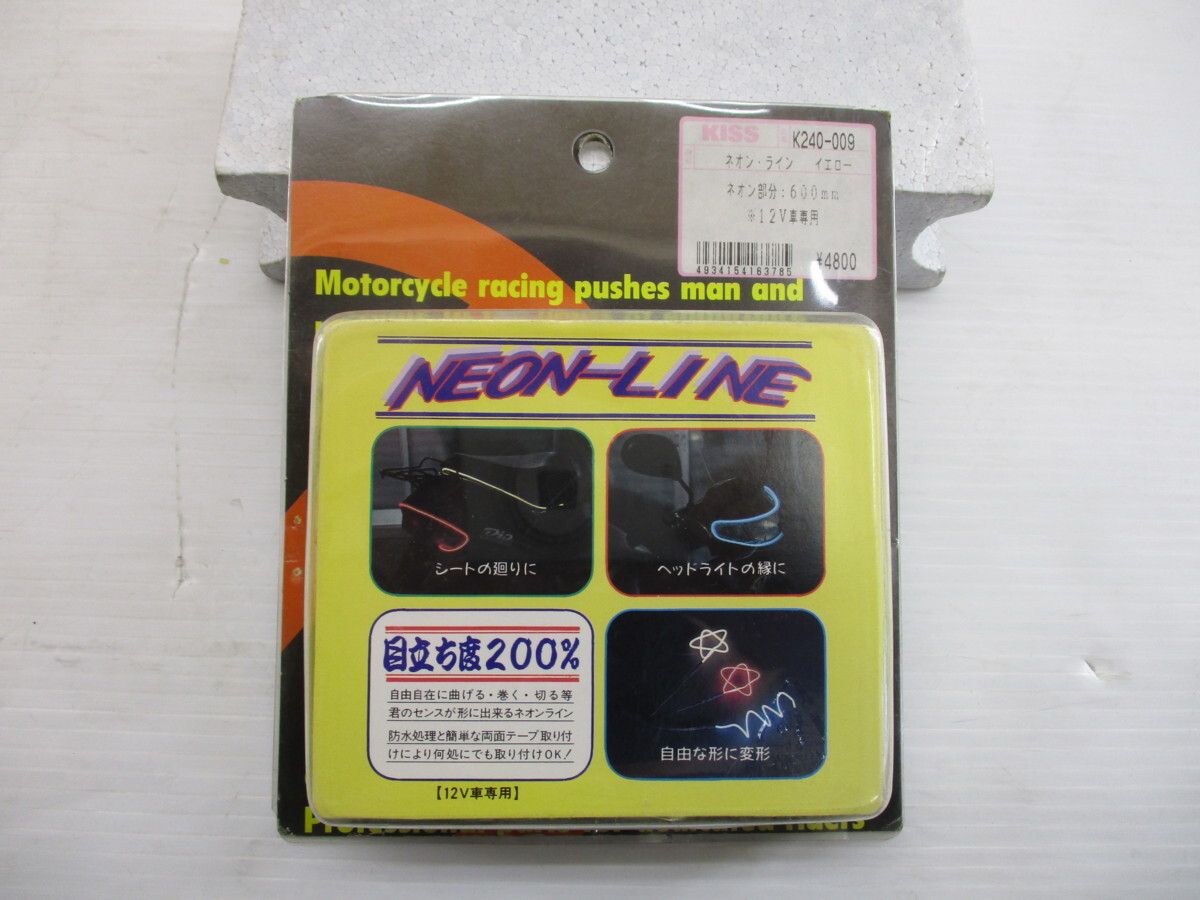 KISS
K240-009
ネオン・ライン イエロー
ネオン部分:600mm
※12V車専用
4934154163785
¥4800
Motorcycle racing pushes man and
NEON-LINE
シートの廻りに
ヘッドライトの縁に
目立ち度200%
自由自在に曲げる・巻く・切る等
君のセンスが形に出来るネオンライン
防水処理と簡単な両面テープ取り付
けにより何処にでも取り付けOK!
自由な形に変形
【12V車専用】
riders